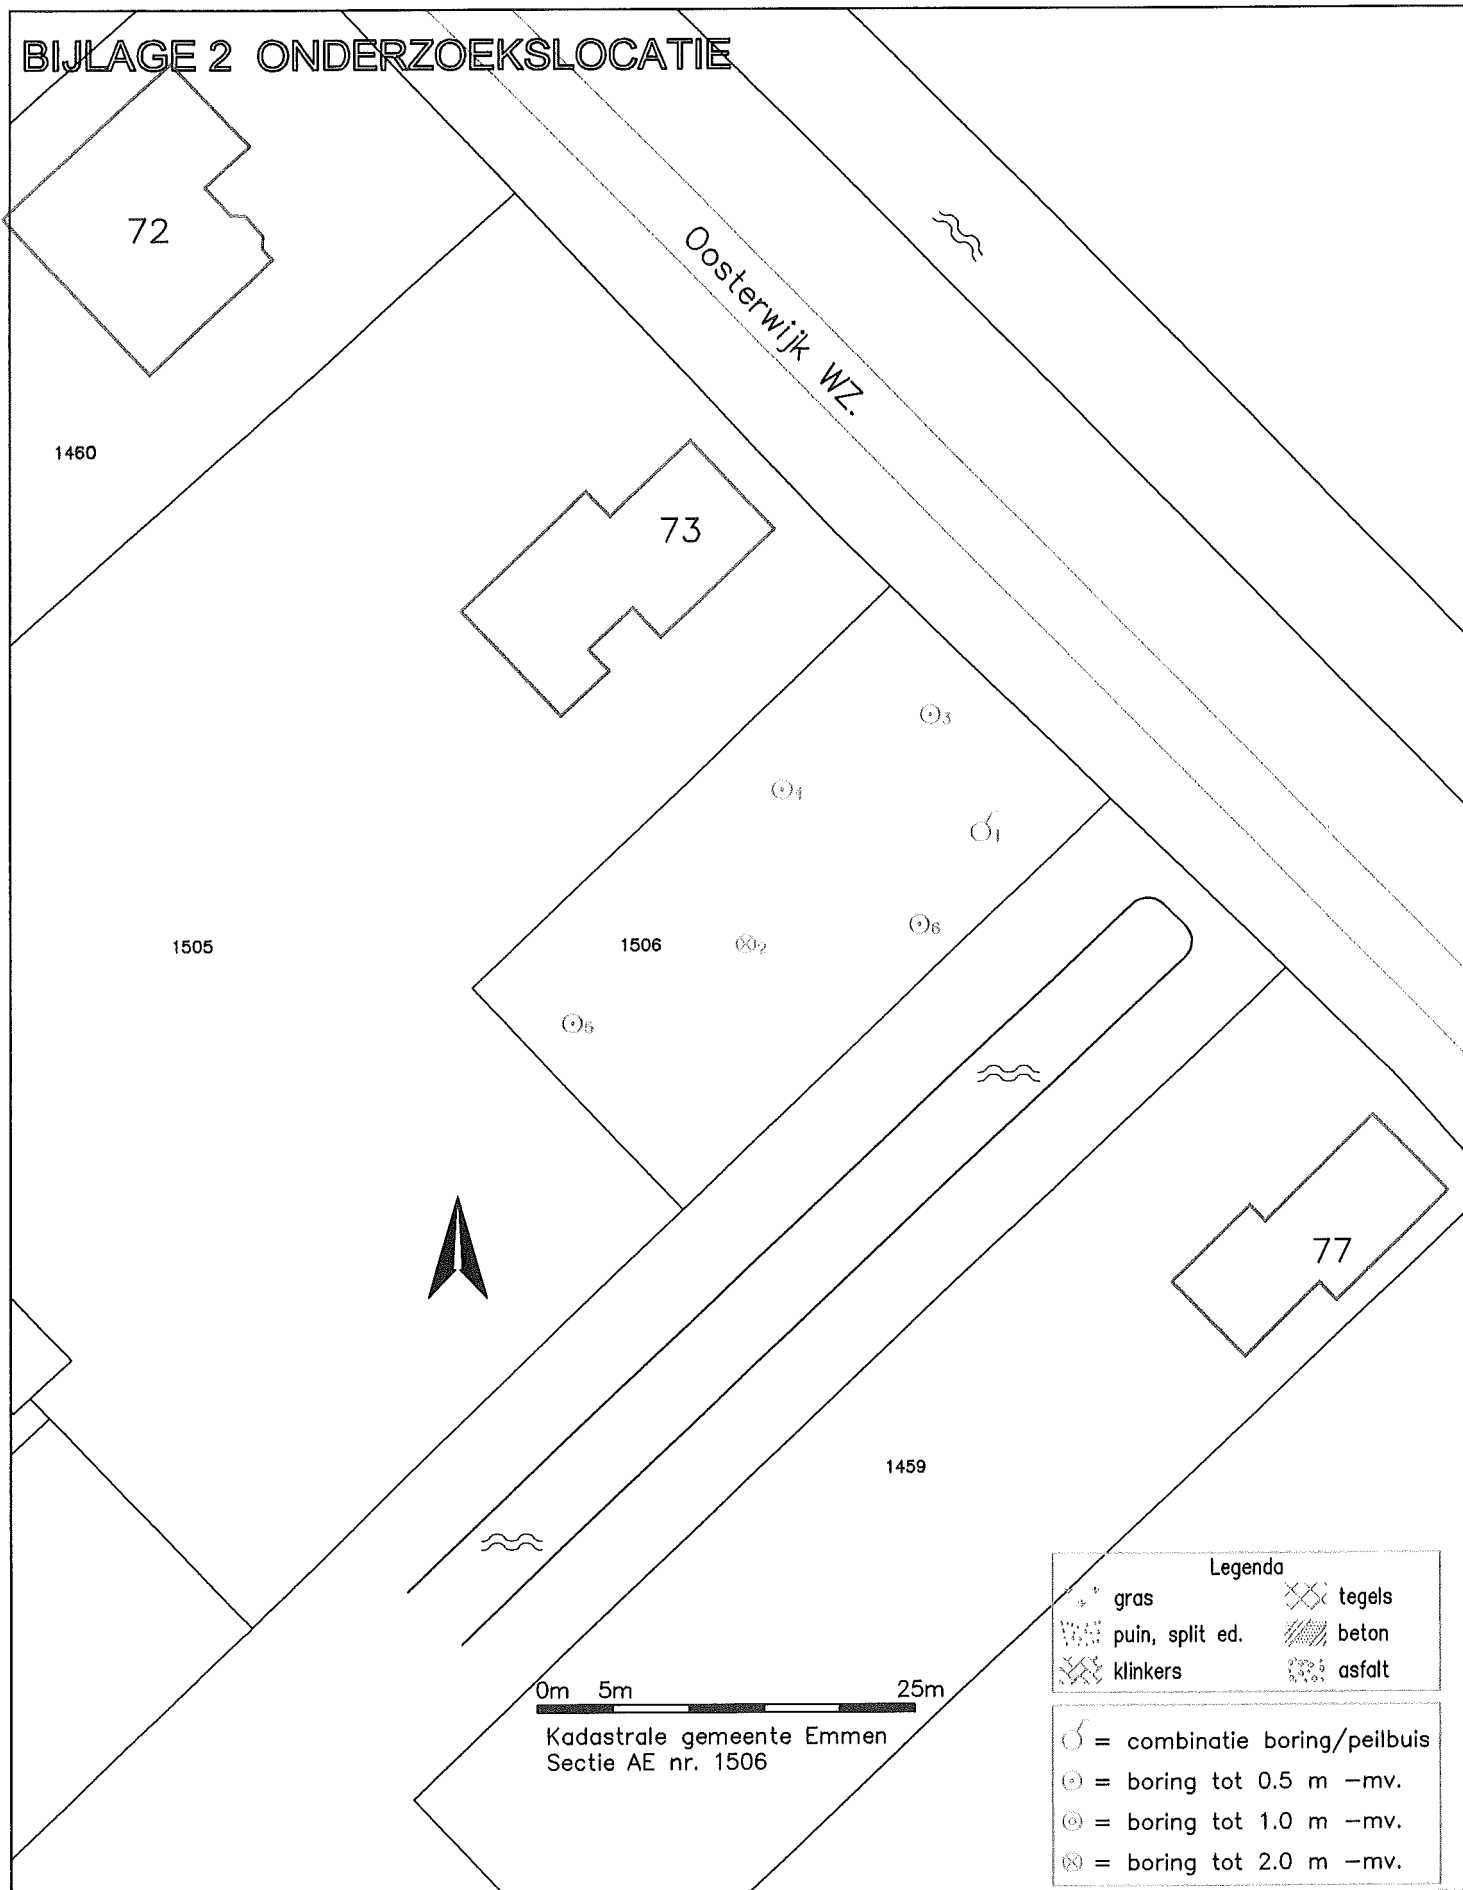 BIJLAGE 2 ONDERZOEKSLOCATIE
72
Oosterwijk WZ.
1460
73
3
4
1
6
1505
1506
2
5
77
1459
Legenda
gras
tegels
puin, split ed.
beton
klinkers
asfalt
0m 5m 25m
Kadastrale gemeente Emmen
Sectie AE nr. 1506
= combinatie boring/peilbuis
= boring tot 0.5 m -mv.
= boring tot 1.0 m -mv.
= boring tot 2.0 m -mv.